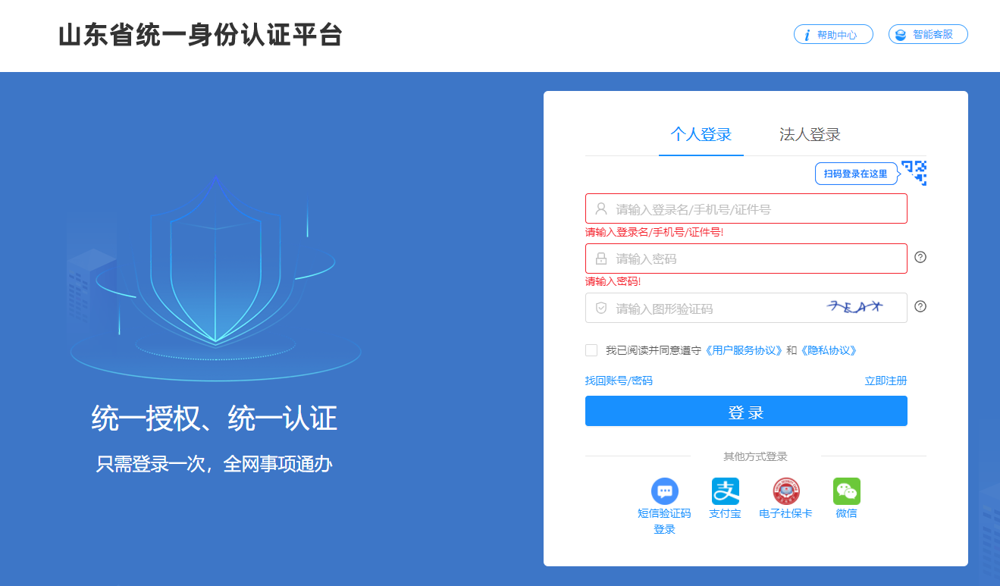 山东省统一身份认证平台
帮助中心
智能客服
个人登录
法人登录
扫码登录在这里
请输入登录名/手机号/证件号
请输入登录名/手机号/证件号!
请输入密码
请输入密码!
请输入图形验证码
7EAX
我已阅读并同意遵守《用户服务协议》和《隐私协议》
找回账号/密码
立即注册
登 录
其他方式登录
短信验证码
登录
支付宝
电子社保卡
微信
统一授权、统一认证
只需登录一次，全网事项通办